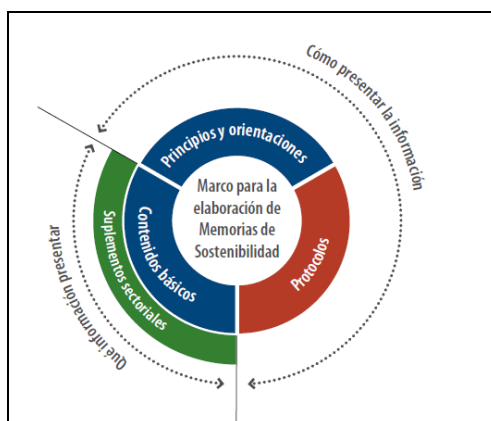 Cómo presentar la información
Principios y orientaciones
Marco para la
elaboración de
Memorias de
Sostenibilidad
Protocolos
Contenidos básicos
Suplementos sectoriales
Qué información presentar